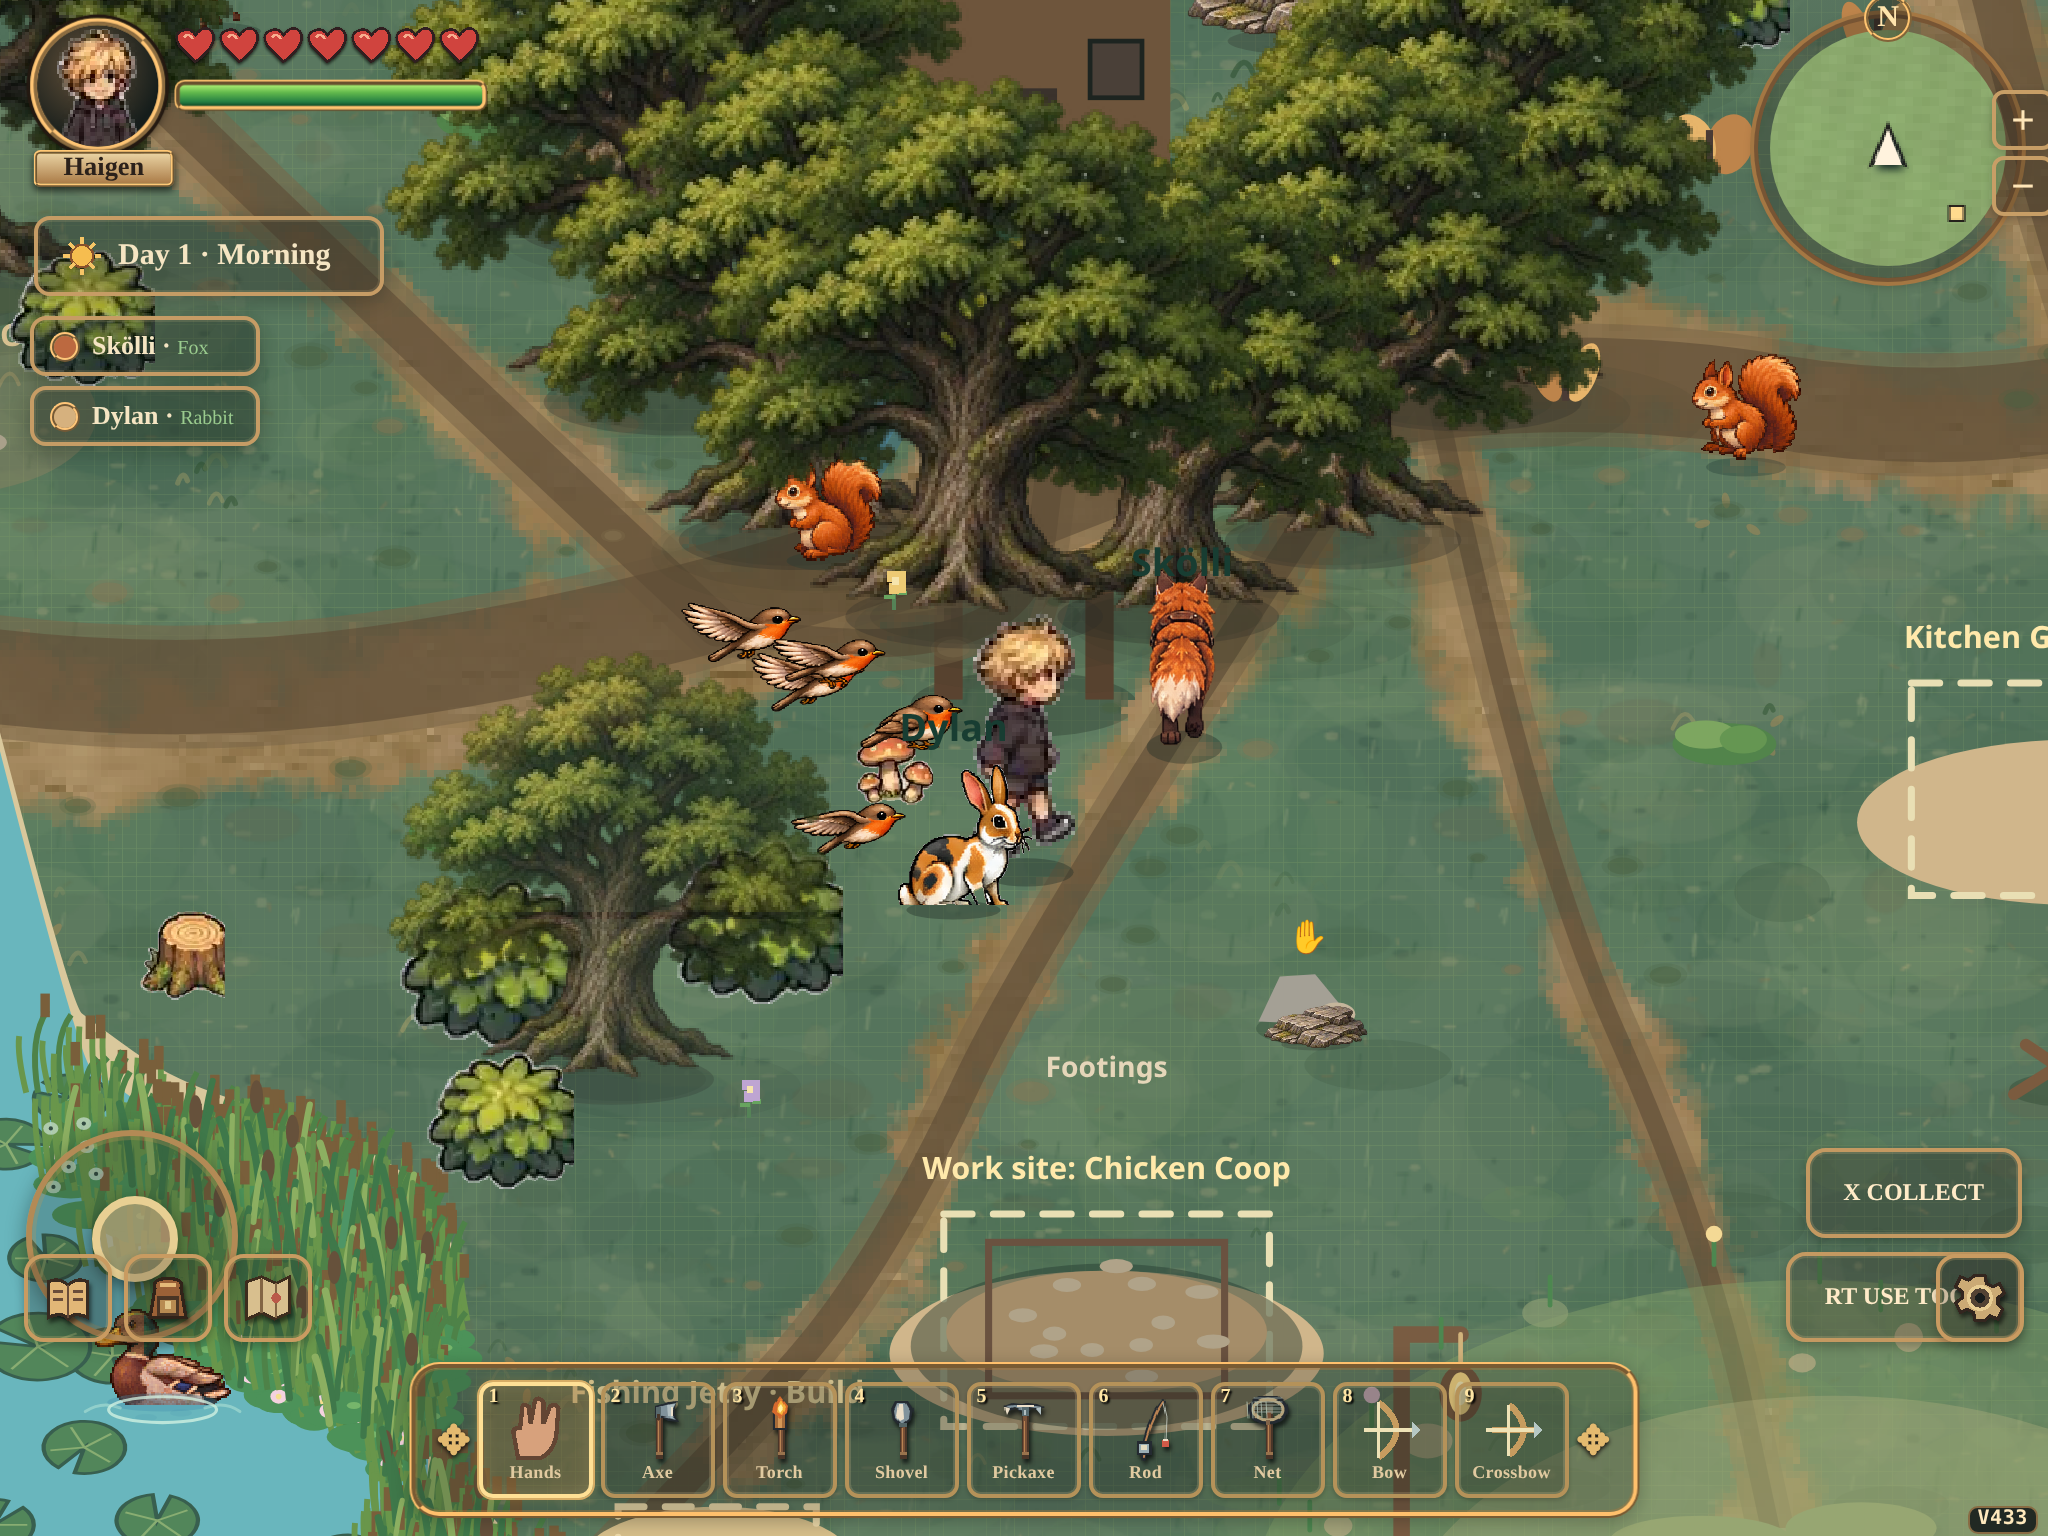 N
Haigen
+
−
Day 1 · Morning
Skölli · Fox
Dylan · Rabbit
Skölli
Kitchen G
Dylan
Footings
Work site: Chicken Coop
X COLLECT
RT USE TOO
Fishing Jetty · Build
1 Hands
2 Axe
3 Torch
4 Shovel
5 Pickaxe
6 Rod
7 Net
8 Bow
9 Crossbow
V433